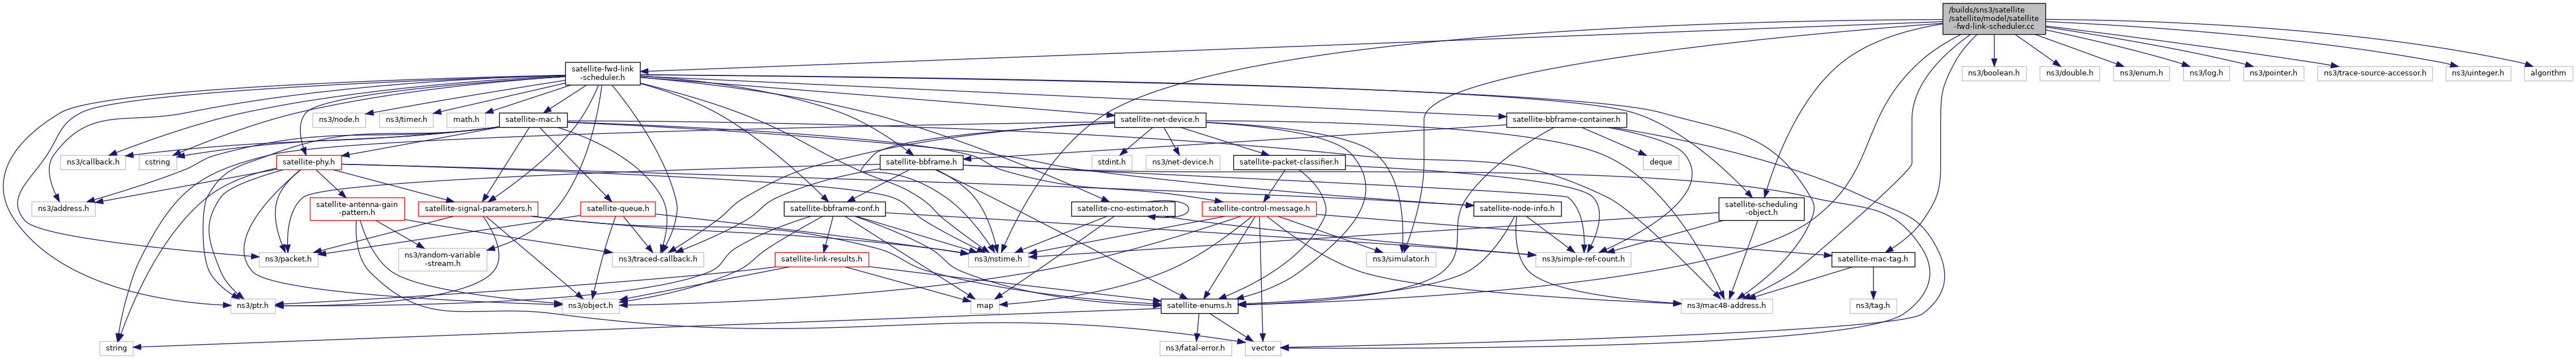 /builds/sns3/satellite
/satellite/model/satellite
-fwd-link-scheduler.cc
satellite-fwd-link
-scheduler.h
ns3/boolean.h
ns3/double.h
ns3/enum.h
ns3/log.h
ns3/pointer.h
ns3/trace-source-accessor.h
ns3/uinteger.h
algorithm
ns3/node.h
ns3/timer.h
math.h
satellite-mac.h
satellite-net-device.h
satellite-bbframe-container.h
ns3/callback.h
cstring
satellite-phy.h
satellite-bbframe.h
stdint.h
ns3/net-device.h
satellite-packet-classifier.h
deque
ns3/address.h
satellite-antenna-gain
-pattern.h
satellite-signal-parameters.h
satellite-queue.h
satellite-bbframe-conf.h
satellite-cno-estimator.h
satellite-control-message.h
satellite-node-info.h
satellite-scheduling
-object.h
ns3/packet.h
ns3/random-variable
-stream.h
ns3/traced-callback.h
satellite-link-results.h
ns3/nstime.h
ns3/simulator.h
ns3/simple-ref-count.h
satellite-mac-tag.h
ns3/ptr.h
ns3/object.h
map
satellite-enums.h
ns3/mac48-address.h
ns3/tag.h
string
ns3/fatal-error.h
vector